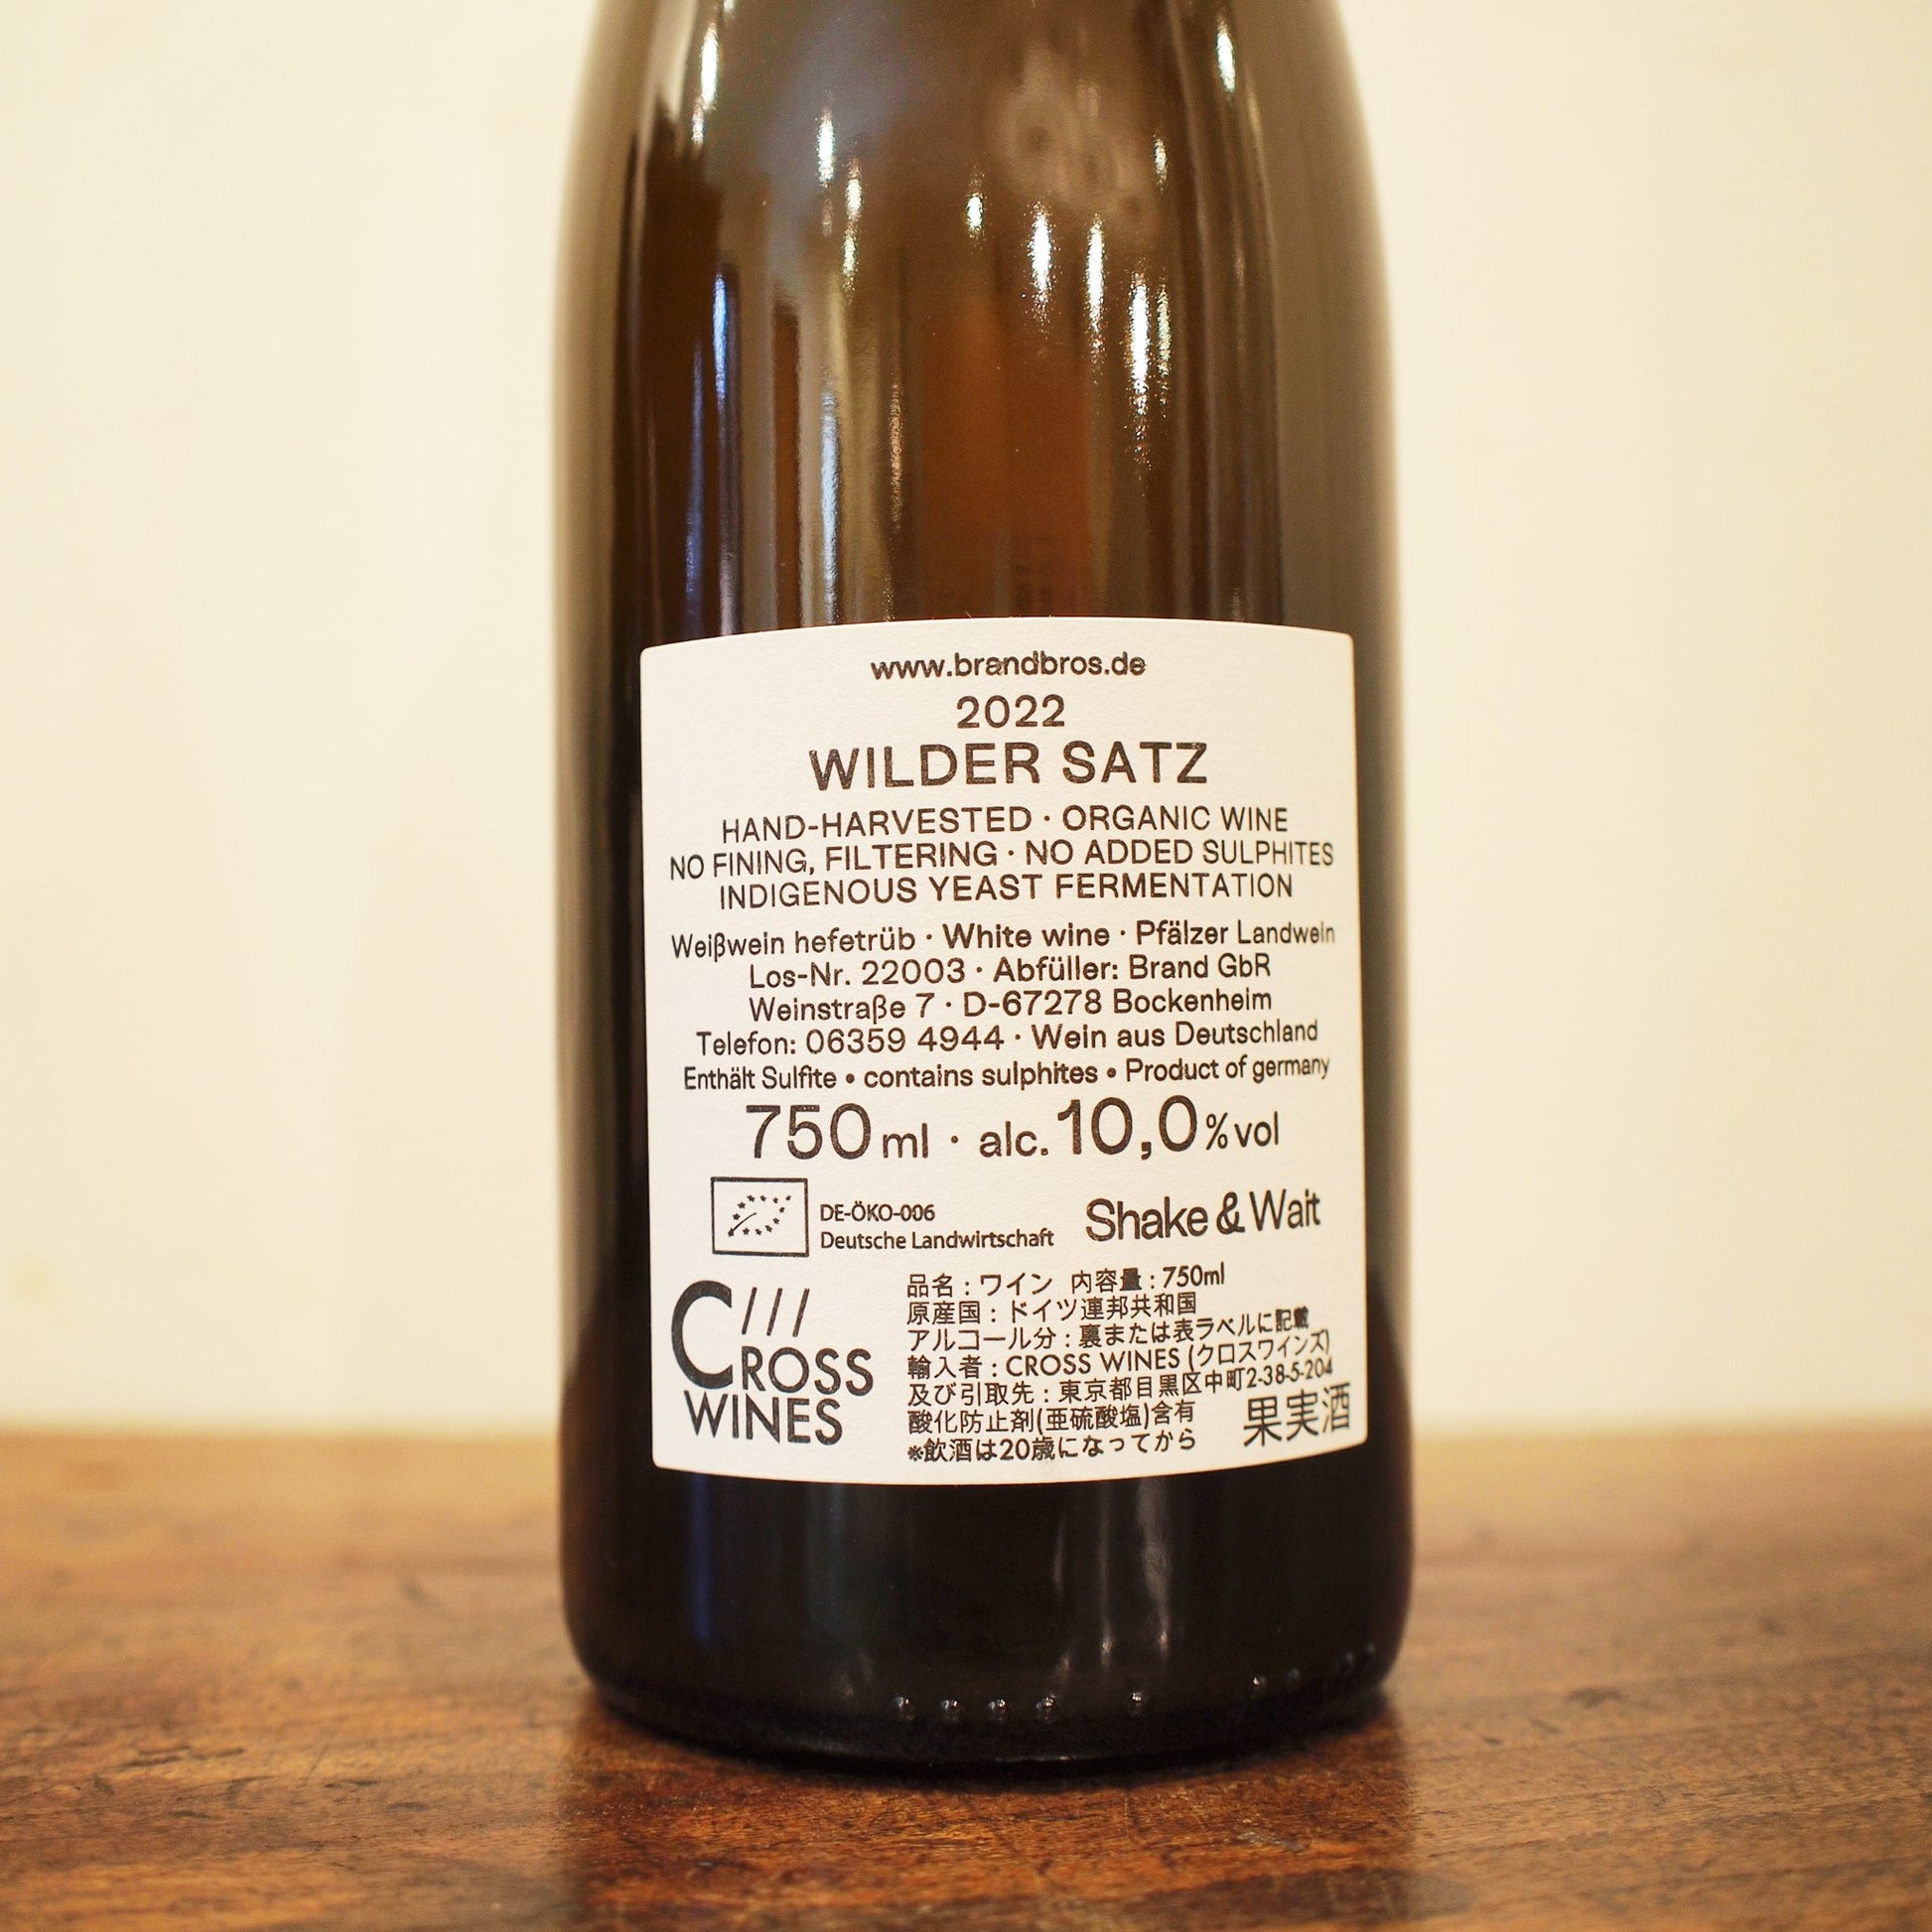 www.brandbros.de
2022
WILDER SATZ
HAND-HARVESTED · ORGANIC WINE
NO FINING, FILTERING · NO ADDED SULPHITES
INDIGENOUS YEAST FERMENTATION
Weißwein hefetrüb · White wine · Pfälzer Landwein
Los-Nr. 22003 · Abfüller: Brand GbR
Weinstraße 7 · D-67278 Bockenheim
Telefon: 06359 4944 · Wein aus Deutschland
Enthält Sulfite • contains sulphites • Product of germany
750 ml · alc. 10,0 % vol
DE-ÖKO-006
Deutsche Landwirtschaft
Shake & Wait
CROSS
WINES
品名 : ワイン 内容量 : 750ml
原産国 : ドイツ連邦共和国
アルコール分 : 裏または表ラベルに記載
輸入者 : CROSS WINES (クロスワインズ)
及び引取先 : 東京都目黒区中町2-38-5-204
酸化防止剤(亜硫酸塩)含有
※飲酒は20歳になってから
果実酒